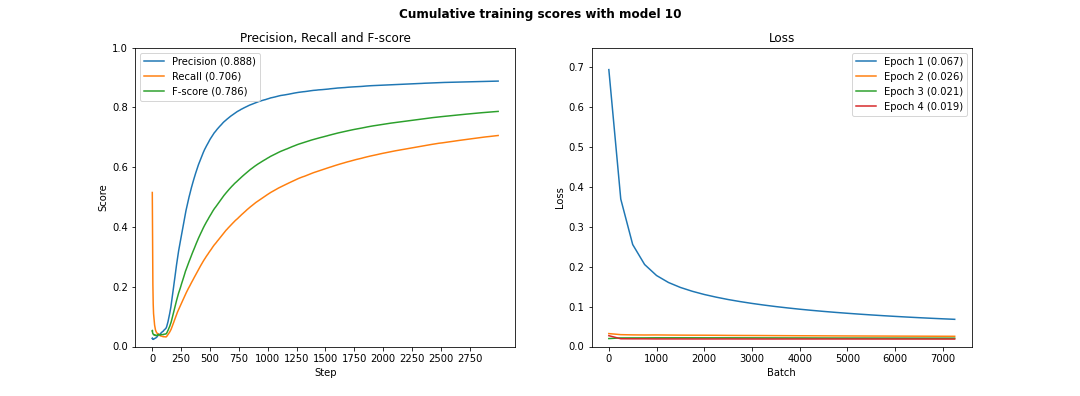 Cumulative training scores with model 10
Precision, Recall and F-score
1.0
0.8
0.6
0.4
0.2
0.0
Score
Precision (0.888)
Recall (0.706)
F-score (0.786)
0 250 500 750 1000 1250 1500 1750 2000 2250 2500 2750
Step
Loss
0.7
0.6
0.5
0.4
0.3
0.2
0.1
0.0
Loss
Epoch 1 (0.067)
Epoch 2 (0.026)
Epoch 3 (0.021)
Epoch 4 (0.019)
0 1000 2000 3000 4000 5000 6000 7000
Batch